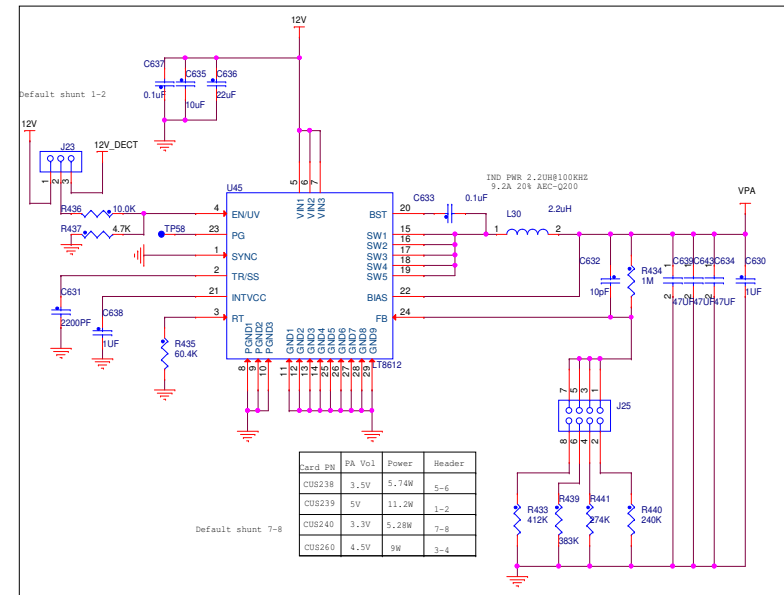 12V
C637
C635
C636
0.1uF
10uF
22uF
Default shunt 1-2
12V
J23
12V_DECT
1
2
3
R436
10.0K
R437
4.7K
TP58
U45
5
6
7
VIN1
VIN2
VIN3
4
EN/UV
23
PG
1
SYNC
2
TR/SS
21
INTVCC
3
RT
BST
20
SW1
15
SW2
16
SW3
17
SW4
18
SW5
19
BIAS
22
FB
24
PGND1
PGND2
PGND3
GND1
GND2
GND3
GND4
GND5
GND6
GND7
GND8
GND9
8
9
10
11
12
13
14
25
26
27
28
29
LT8612
C631
2200PF
C638
1UF
R435
60.4K
C633
0.1uF
IND PWR 2.2UH@100KHZ
9.2A 20% AEC-Q200
L30
2.2uH
1
2
VPA
C632
10pF
R434
1M
C639
C643
C634
C630
47UF
47UF
47UF
1UF
1
1
1
2
2
2
7
5
3
1
J25
8
6
4
2
R433
412K
R439
383K
R441
274K
R440
240K
Card PN PA Vol Power Header
CUS238 3.5V 5.74W 5-6
CUS239 5V 11.2W 1-2
CUS240 3.3V 5.28W 7-8
CUS260 4.5V 9W 3-4
Default shunt 7-8